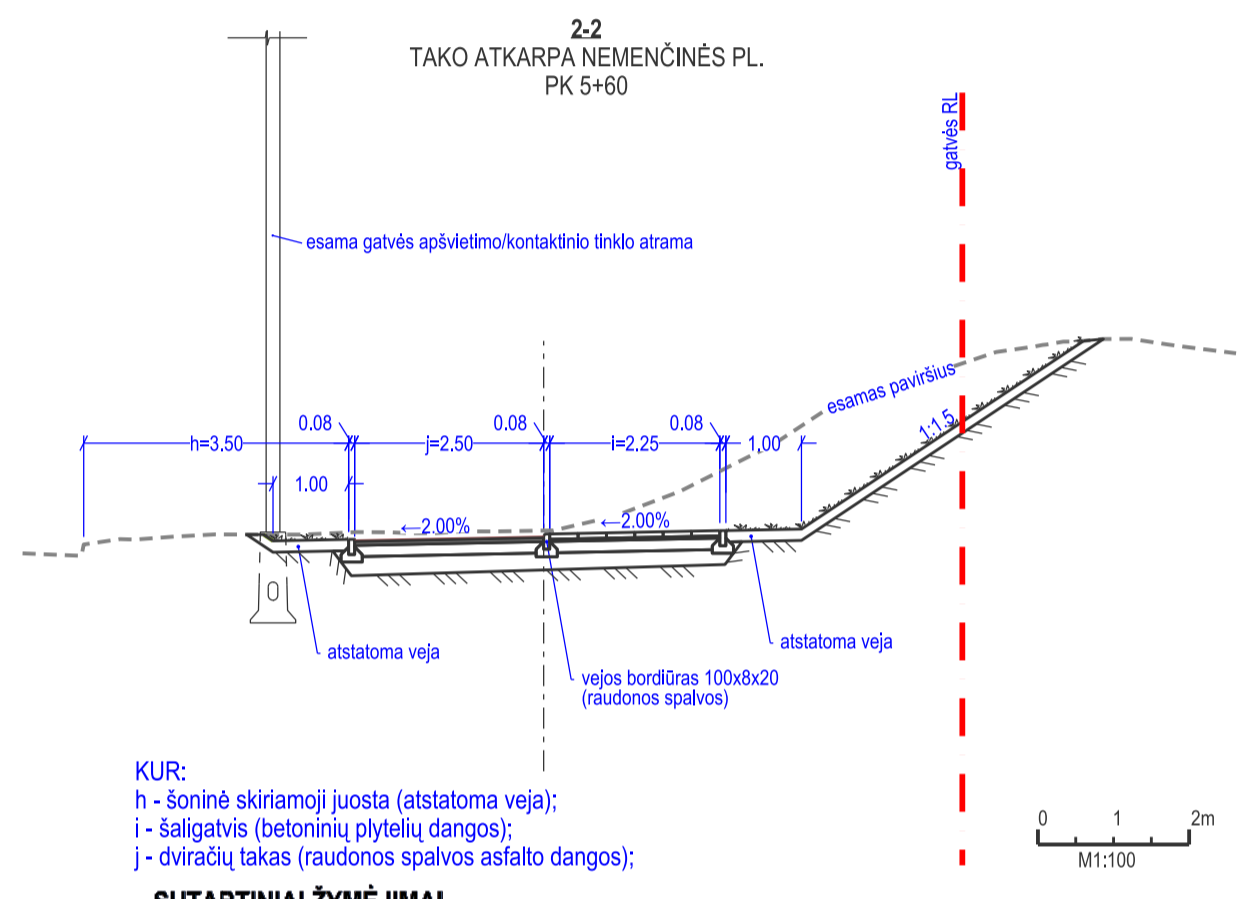 2-2
TAKO ATKARPA NEMENČINĖS PL.
PK 5+60
gatvės RL
esama gatvės apšvietimo/kontaktinio tinklo atrama
esamas paviršius
1:1.5
0.08
0.08
0.08
h=3.50
j=2.50
i=2.25
1.00
1.00
←2.00%
←2.00%
atstatoma veja
atstatoma veja
vejos bordiūras 100x8x20
(raudonos spalvos)
KUR:
h - šoninė skiriamoji juosta (atstatoma veja);
i - šaligatvis (betoninių plytelių dangos);
j - dviračių takas (raudonos spalvos asfalto dangos);
0 1 2m
M1:100
SUTARTINIAI ŽYMĖJIMAI